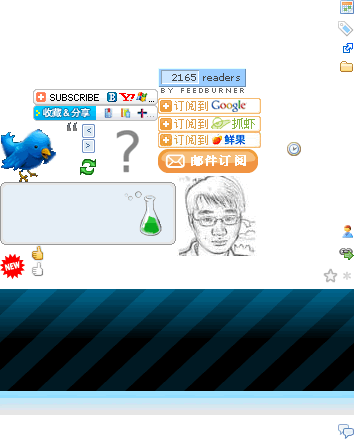 2165 readers
BY FEEDBURNER
SUBSCRIBE
Y! ...
收藏 & 分享
...
订阅到 Google
订阅到 抓虾
订阅到 鲜果
邮件订阅
“
<
>
?
NEW
*